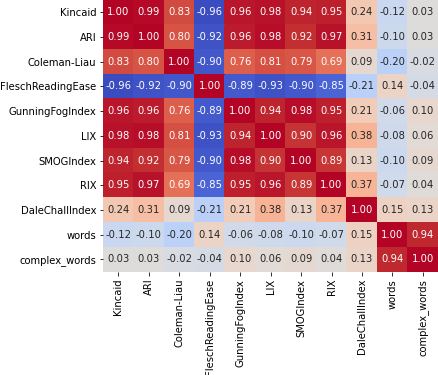 Kincaid 1.00 0.99 0.83 -0.96 0.96 0.98 0.94 0.95 0.24 -0.12 0.03
ARI 0.99 1.00 0.80 -0.92 0.96 0.98 0.92 0.97 0.31 -0.10 0.03
Coleman-Liau 0.83 0.80 1.00 -0.90 0.76 0.81 0.79 0.69 0.09 -0.20 -0.02
FleschReadingEase -0.96 -0.92 -0.90 1.00 -0.89 -0.93 -0.90 -0.85 -0.21 0.14 -0.04
GunningFogIndex 0.96 0.96 0.76 -0.89 1.00 0.94 0.98 0.95 0.21 -0.06 0.10
LIX 0.98 0.98 0.81 -0.93 0.94 1.00 0.90 0.96 0.38 -0.08 0.06
SMOGIndex 0.94 0.92 0.79 -0.90 0.98 0.90 1.00 0.89 0.13 -0.10 0.09
RIX 0.95 0.97 0.69 -0.85 0.95 0.96 0.89 1.00 0.37 -0.07 0.04
DaleChallIndex 0.24 0.31 0.09 -0.21 0.21 0.38 0.13 0.37 1.00 0.15 0.13
words -0.12 -0.10 -0.20 0.14 -0.06 -0.08 -0.10 -0.07 0.15 1.00 0.94
complex_words 0.03 0.03 -0.02 -0.04 0.10 0.06 0.09 0.04 0.13 0.94 1.00
Kincaid
ARI
Coleman-Liau
FleschReadingEase
GunningFogIndex
LIX
SMOGIndex
RIX
DaleChallIndex
words
complex_words